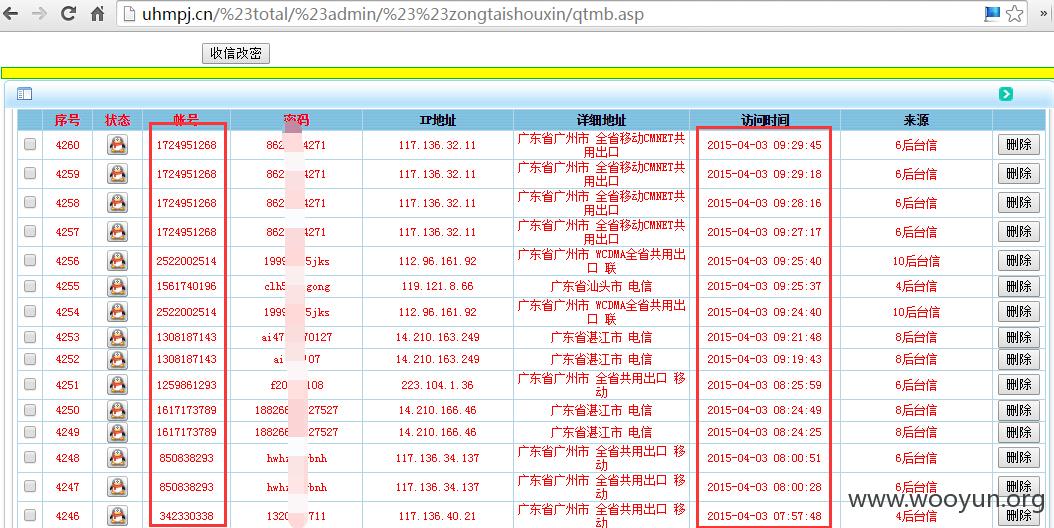 uhmpj.cn/%23total/%23admin/%23%23zongtaishouxin/qtmb.asp
收信改密
序号 状态 帐号 密码 IP地址 详细地址 访问时间 来源
4260 1724951268 862 4271 117.136.32.11 广东省广州市 全省移动CMNET共 2015-04-03 09:29:45 6后台信 删除
用出口
4259 1724951268 862 4271 117.136.32.11 广东省广州市 全省移动CMNET共 2015-04-03 09:29:18 6后台信 删除
用出口
4258 1724951268 862 4271 117.136.32.11 广东省广州市 全省移动CMNET共 2015-04-03 09:28:16 6后台信 删除
用出口
4257 1724951268 862 4271 117.136.32.11 广东省广州市 全省移动CMNET共 2015-04-03 09:27:17 6后台信 删除
用出口
4256 2522002514 1999 5jks 112.96.161.92 广东省广州市 WCDMA全省共用出 2015-04-03 09:25:40 10后台信 删除
口 联
4255 1561740196 clh5 gong 119.121.8.66 广东省汕头市 电信 2015-04-03 09:25:37 4后台信 删除
4254 2522002514 1999 5jks 112.96.161.92 广东省广州市 WCDMA全省共用出 2015-04-03 09:24:40 10后台信 删除
口 联
4253 1308187143 ai47 70127 14.210.163.249 广东省湛江市 电信 2015-04-03 09:21:48 8后台信 删除
4252 1308187143 ai 07 14.210.163.249 广东省湛江市 电信 2015-04-03 09:19:43 8后台信 删除
4251 1259861293 f20 108 223.104.1.36 广东省广州市 全省共用出口 移 2015-04-03 08:25:59 6后台信 删除
动
4250 1617173789 18826 27527 14.210.166.46 广东省湛江市 电信 2015-04-03 08:24:49 8后台信 删除
4249 1617173789 18826 27527 14.210.166.46 广东省湛江市 电信 2015-04-03 08:24:25 8后台信 删除
4248 850838293 hwhz bnh 117.136.34.137 广东省广州市 全省共用出口 移 2015-04-03 08:00:51 6后台信 删除
动
4247 850838293 hwhz bnh 117.136.34.137 广东省广州市 全省共用出口 移 2015-04-03 08:00:28 6后台信 删除
动
4246 342330338 1320 711 117.136.40.21 广东省广州市 全省共用出口 移 2015-04-03 07:57:48 4后台信 删除
动
www.wooyun.org